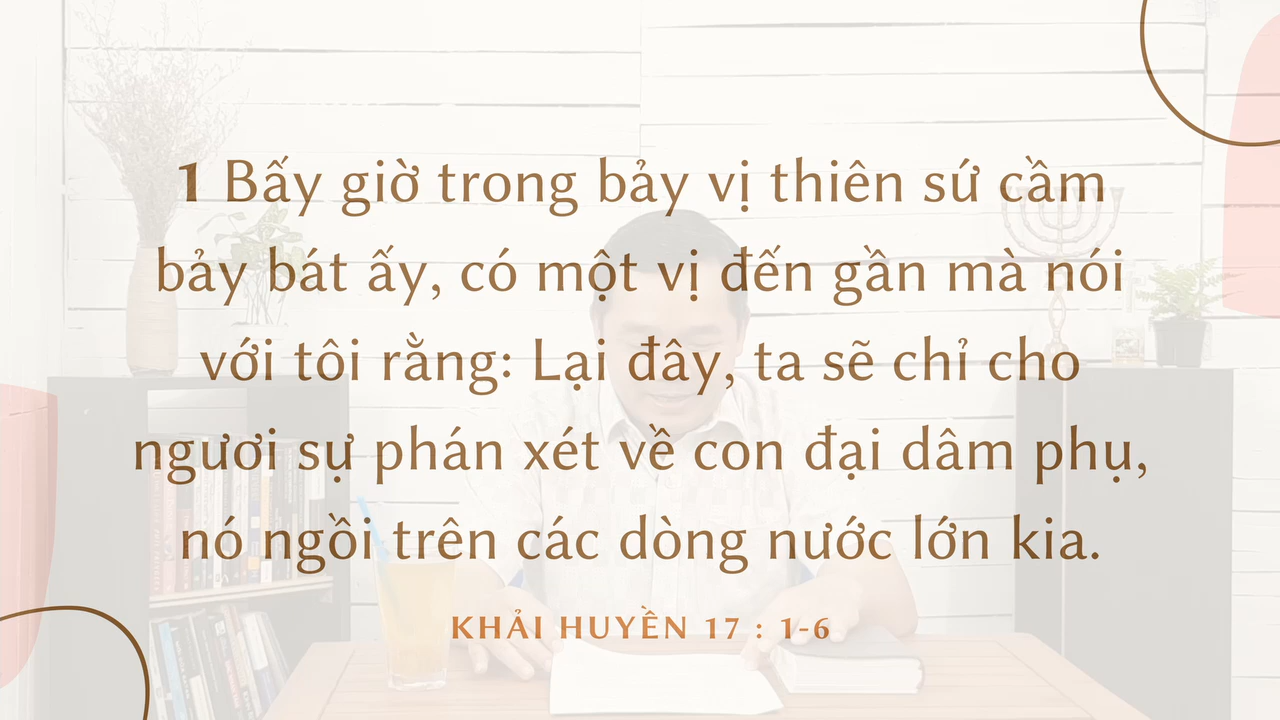 1 Bấy giờ trong bảy vị thiên sứ cầm
bảy bát ấy, có một vị đến gần mà nói
với tôi rằng: Lại đây, ta sẽ chỉ cho
ngươi sự phán xét về con đại dâm phụ,
nó ngồi trên các dòng nước lớn kia.
KHẢI HUYỀN 17 : 1-6